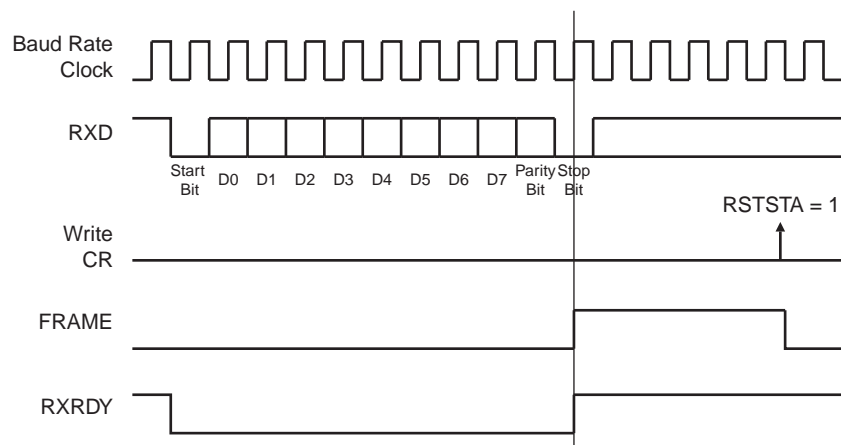 Baud Rate
Clock
RXD
Start
Bit
D0
D1
D2
D3
D4
D5
D6
D7
Parity
Bit
Stop
Bit
RSTSTA = 1
Write
CR
FRAME
RXRDY